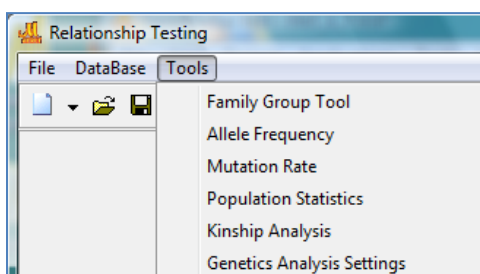 Relationship Testing
File DataBase Tools
Family Group Tool
Allele Frequency
Mutation Rate
Population Statistics
Kinship Analysis
Genetics Analysis Settings